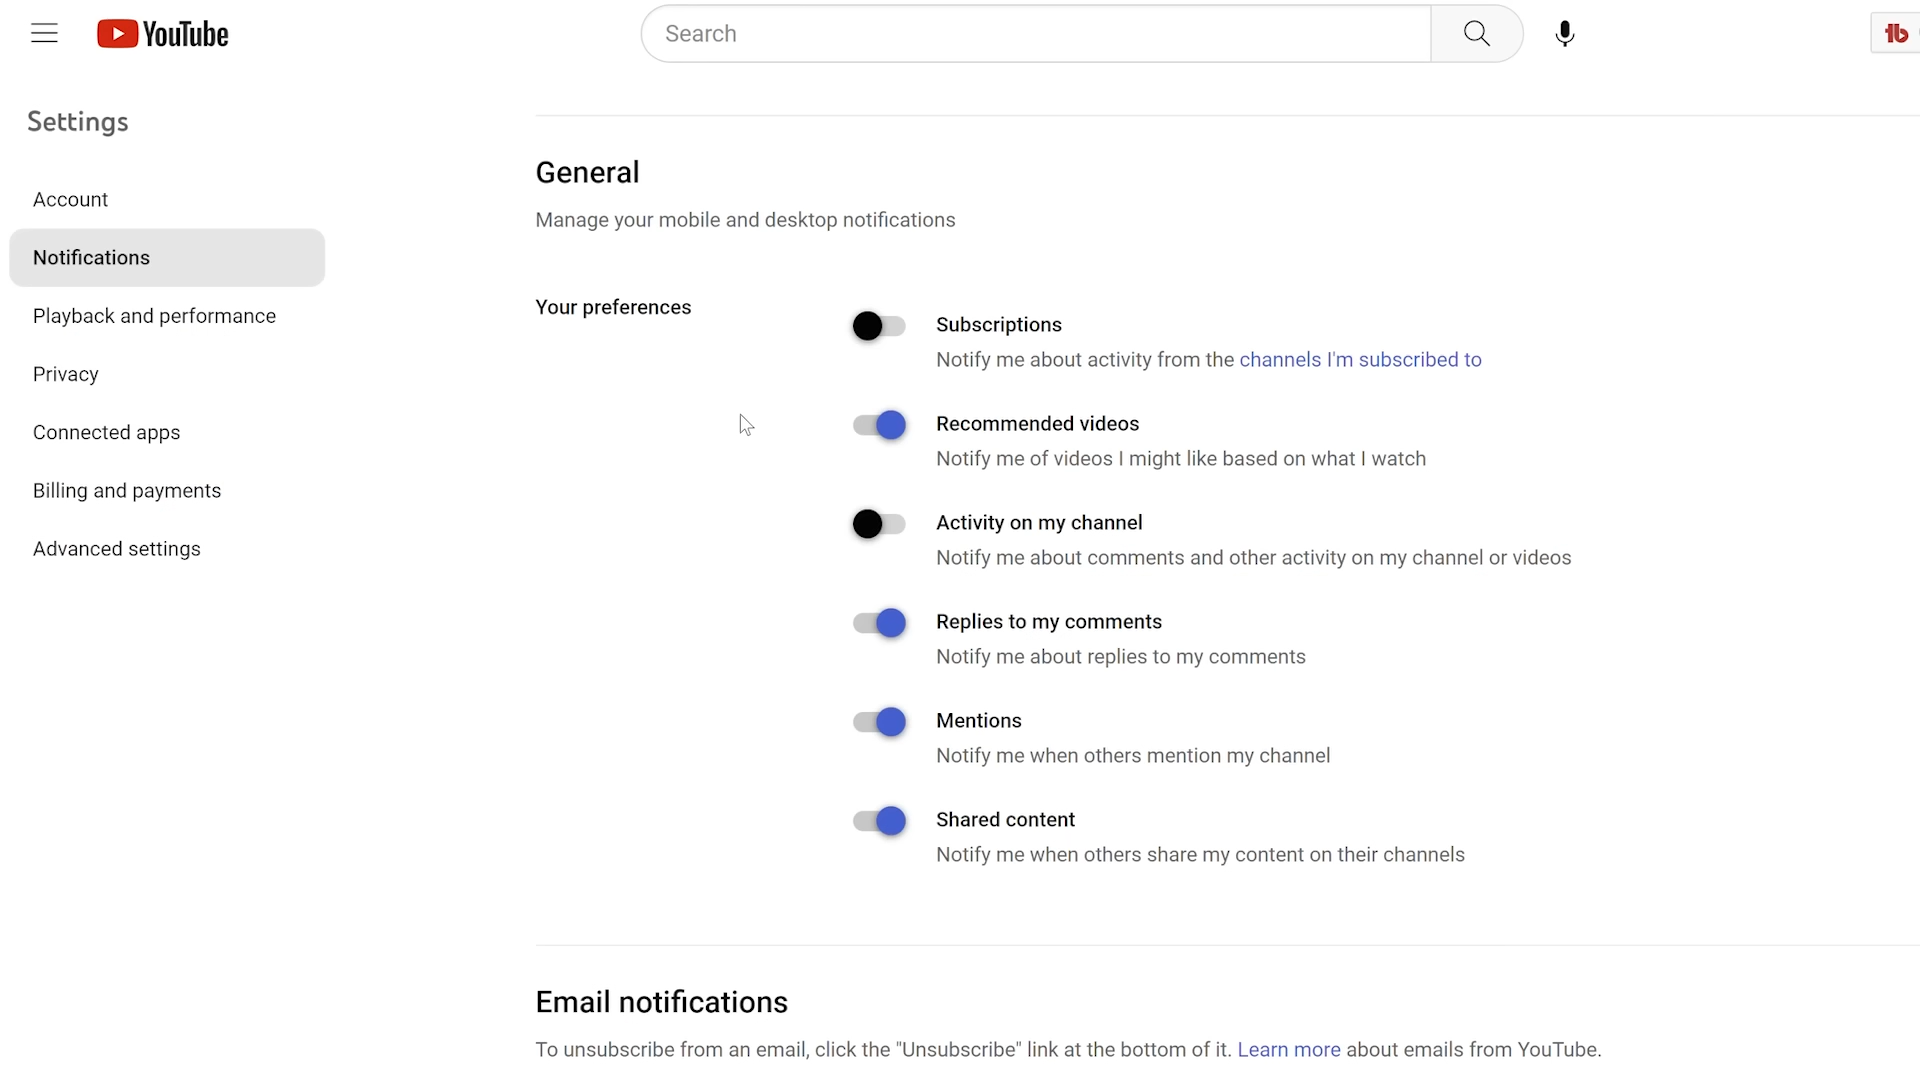 YouTube
Search
Settings
Account
Notifications
Playback and performance
Privacy
Connected apps
Billing and payments
Advanced settings
General
Manage your mobile and desktop notifications
Your preferences
Subscriptions
Notify me about activity from the channels I'm subscribed to
Recommended videos
Notify me of videos I might like based on what I watch
Activity on my channel
Notify me about comments and other activity on my channel or videos
Replies to my comments
Notify me about replies to my comments
Mentions
Notify me when others mention my channel
Shared content
Notify me when others share my content on their channels
Email notifications
To unsubscribe from an email, click the "Unsubscribe" link at the bottom of it. Learn more about emails from YouTube.